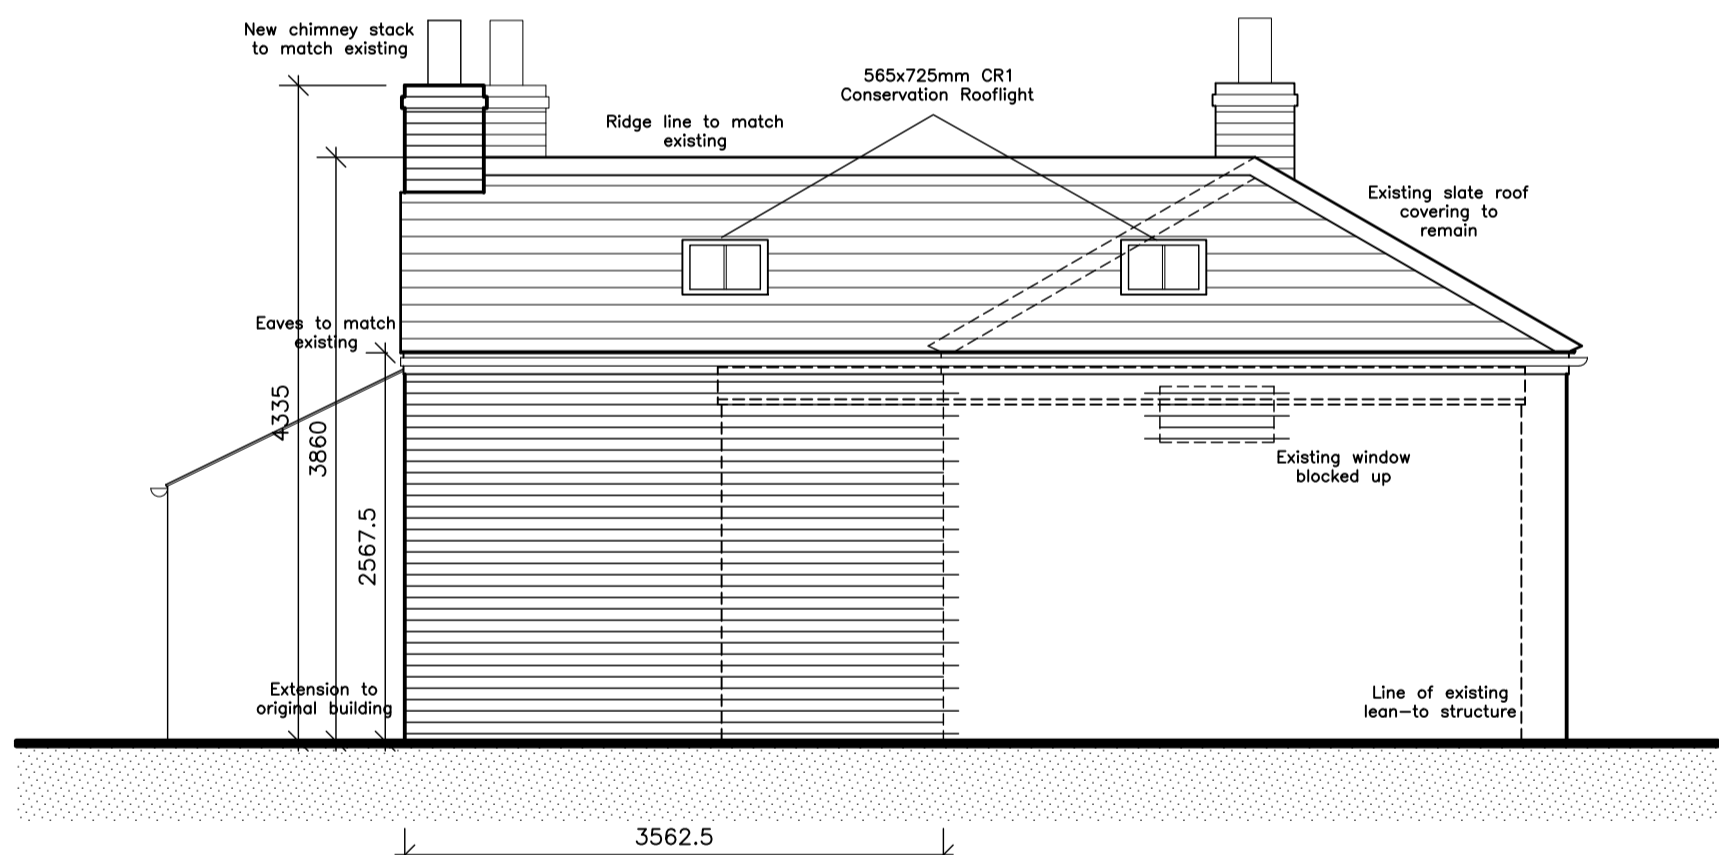 New chimney stack
to match existing
565x725mm CR1
Conservation Rooflight
Ridge line to match
existing
Existing slate roof
covering to
remain
Eaves to match
existing
4335
3860
2567.5
Existing window
blocked up
Extension to
original building
Line of existing
lean-to structure
3562.5